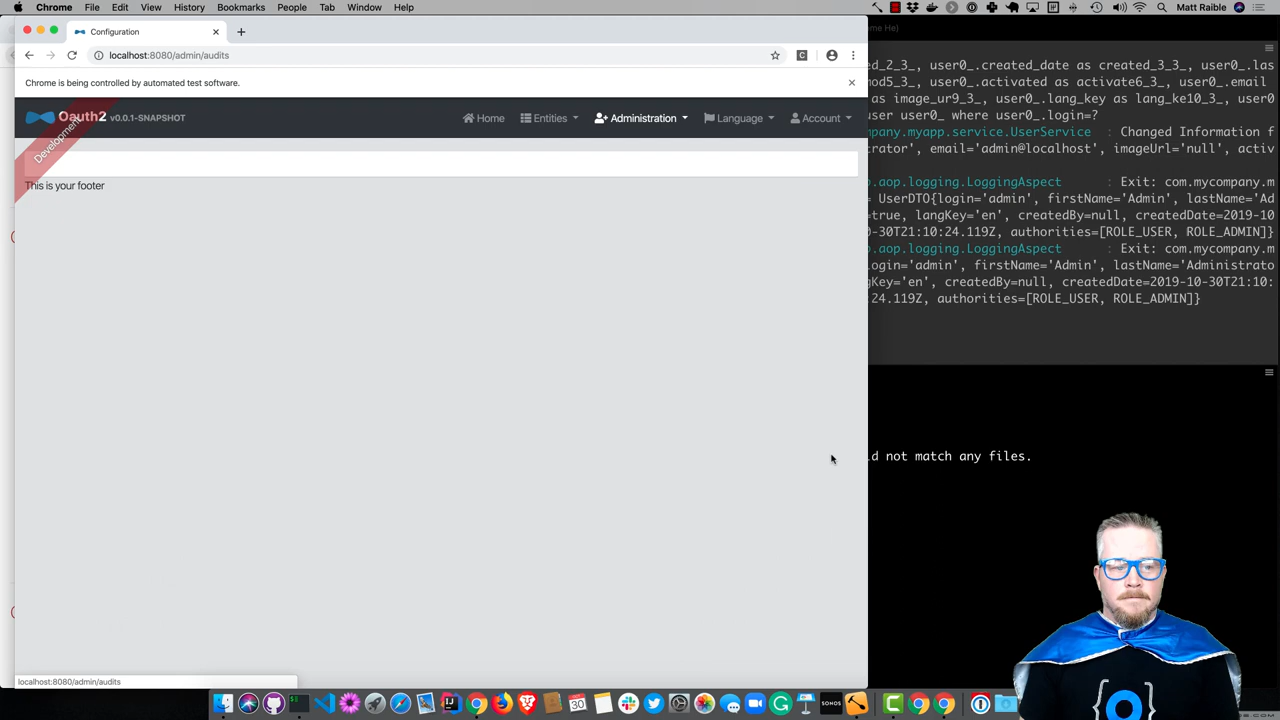 Chrome File Edit View History Bookmarks People Tab Window Help
Matt Raible
Configuration
localhost:8080/admin/audits
Chrome is being controlled by automated test software.
Development
Oauth2 v0.0.1-SNAPSHOT
Home Entities Administration Language Account
This is your footer
localhost:8080/admin/audits
ed_2_3_, user0_.created_date as created_3_3_, user0_.las
mod5_3_, user0_.activated as activate6_3_, user0_.email
as image_ur9_3_, user0_.lang_key as lang_ke10_3_, user0
user user0_ where user0_.login=?
ompany.myapp.service.UserService : Changed Information f
crator', email='admin@localhost', imageUrl='null', activ
p.aop.logging.LoggingAspect : Exit: com.mycompany.m
= UserDTO{login='admin', firstName='Admin', lastName='Ad
=true, langKey='en', createdBy=null, createdDate=2019-10
0-30T21:10:24.119Z, authorities=[ROLE_USER, ROLE_ADMIN]}
p.aop.logging.LoggingAspect : Exit: com.mycompany.m
login='admin', firstName='Admin', lastName='Administrato
gKey='en', createdBy=null, createdDate=2019-10-30T21:10:
24.119Z, authorities=[ROLE_USER, ROLE_ADMIN]}
d not match any files.
30
SONOS
{ }